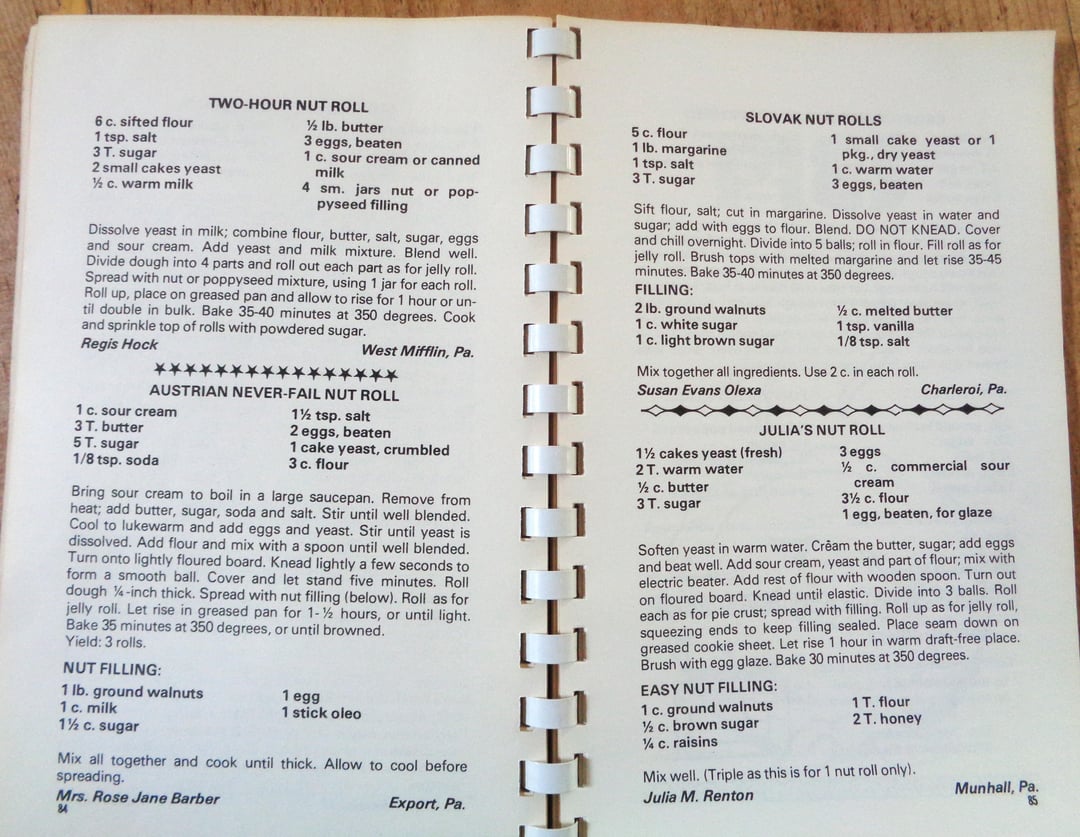 TWO-HOUR NUT ROLL
6 c. sifted flour
1 tsp. salt
3 T. sugar
2 small cakes yeast
½ c. warm milk
½ lb. butter
3 eggs, beaten
1 c. sour cream or canned
milk
4 sm. jars nut or pop-
pyseed filling
Dissolve yeast in milk; combine flour, butter, salt, sugar, eggs
and sour cream. Add yeast and milk mixture. Blend well.
Divide dough into 4 parts and roll out each part as for jelly roll.
Spread with nut or poppyseed mixture, using 1 jar for each roll.
Roll up, place on greased pan and allow to rise for 1 hour or un-
til double in bulk. Bake 35-40 minutes at 350 degrees. Cook
and sprinkle top of rolls with powdered sugar.
Regis Hock West Mifflin, Pa.
AUSTRIAN NEVER-FAIL NUT ROLL
1 c. sour cream
3 T. butter
5 T. sugar
1/8 tsp. soda
1½ tsp. salt
2 eggs, beaten
1 cake yeast, crumbled
3 c. flour
Bring sour cream to boil in a large saucepan. Remove from
heat; add butter, sugar, soda and salt. Stir until well blended.
Cool to lukewarm and add eggs and yeast. Stir until yeast is
dissolved. Add flour and mix with a spoon until well blended.
Turn onto lightly floured board. Knead lightly a few seconds to
form a smooth ball. Cover and let stand five minutes. Roll
dough ¼-inch thick. Spread with nut filling (below). Roll as for
jelly roll. Let rise in greased pan for 1-½ hours, or until light.
Bake 35 minutes at 350 degrees, or until browned.
Yield: 3 rolls.
NUT FILLING:
1 lb. ground walnuts
1 c. milk
1½ c. sugar
1 egg
1 stick oleo
Mix all together and cook until thick. Allow to cool before
spreading.
Mrs. Rose Jane Barber Export, Pa.
84
SLOVAK NUT ROLLS
5 c. flour
1 lb. margarine
1 tsp. salt
3 T. sugar
1 small cake yeast or 1
pkg., dry yeast
1 c. warm water
3 eggs, beaten
Sift flour, salt; cut in margarine. Dissolve yeast in water and
sugar; add with eggs to flour. Blend. DO NOT KNEAD. Cover
and chill overnight. Divide into 5 balls; roll in flour. Fill roll as for
jelly roll. Brush tops with melted margarine and let rise 35-45
minutes. Bake 35-40 minutes at 350 degrees.
FILLING:
2 lb. ground walnuts
1 c. white sugar
1 c. light brown sugar
½ c. melted butter
1 tsp. vanilla
1/8 tsp. salt
Mix together all ingredients. Use 2 c. in each roll.
Susan Evans Olexa Charleroi, Pa.
JULIA'S NUT ROLL
1½ cakes yeast (fresh)
2 T. warm water
½ c. butter
3 T. sugar
3 eggs
½ c. commercial sour
cream
3½ c. flour
1 egg, beaten, for glaze
Soften yeast in warm water. Cream the butter, sugar; add eggs
and beat well. Add sour cream, yeast and part of flour; mix with
electric beater. Add rest of flour with wooden spoon. Turn out
on floured board. Knead until elastic. Divide into 3 balls. Roll
each as for pie crust; spread with filling. Roll up as for jelly roll,
squeezing ends to keep filling sealed. Place seam down on
greased cookie sheet. Let rise 1 hour in warm draft-free place.
Brush with egg glaze. Bake 30 minutes at 350 degrees.
EASY NUT FILLING:
1 c. ground walnuts
½ c. brown sugar
¼ c. raisins
1 T. flour
2 T. honey
Mix well. (Triple as this is for 1 nut roll only).
Julia M. Renton Munhall, Pa.
85